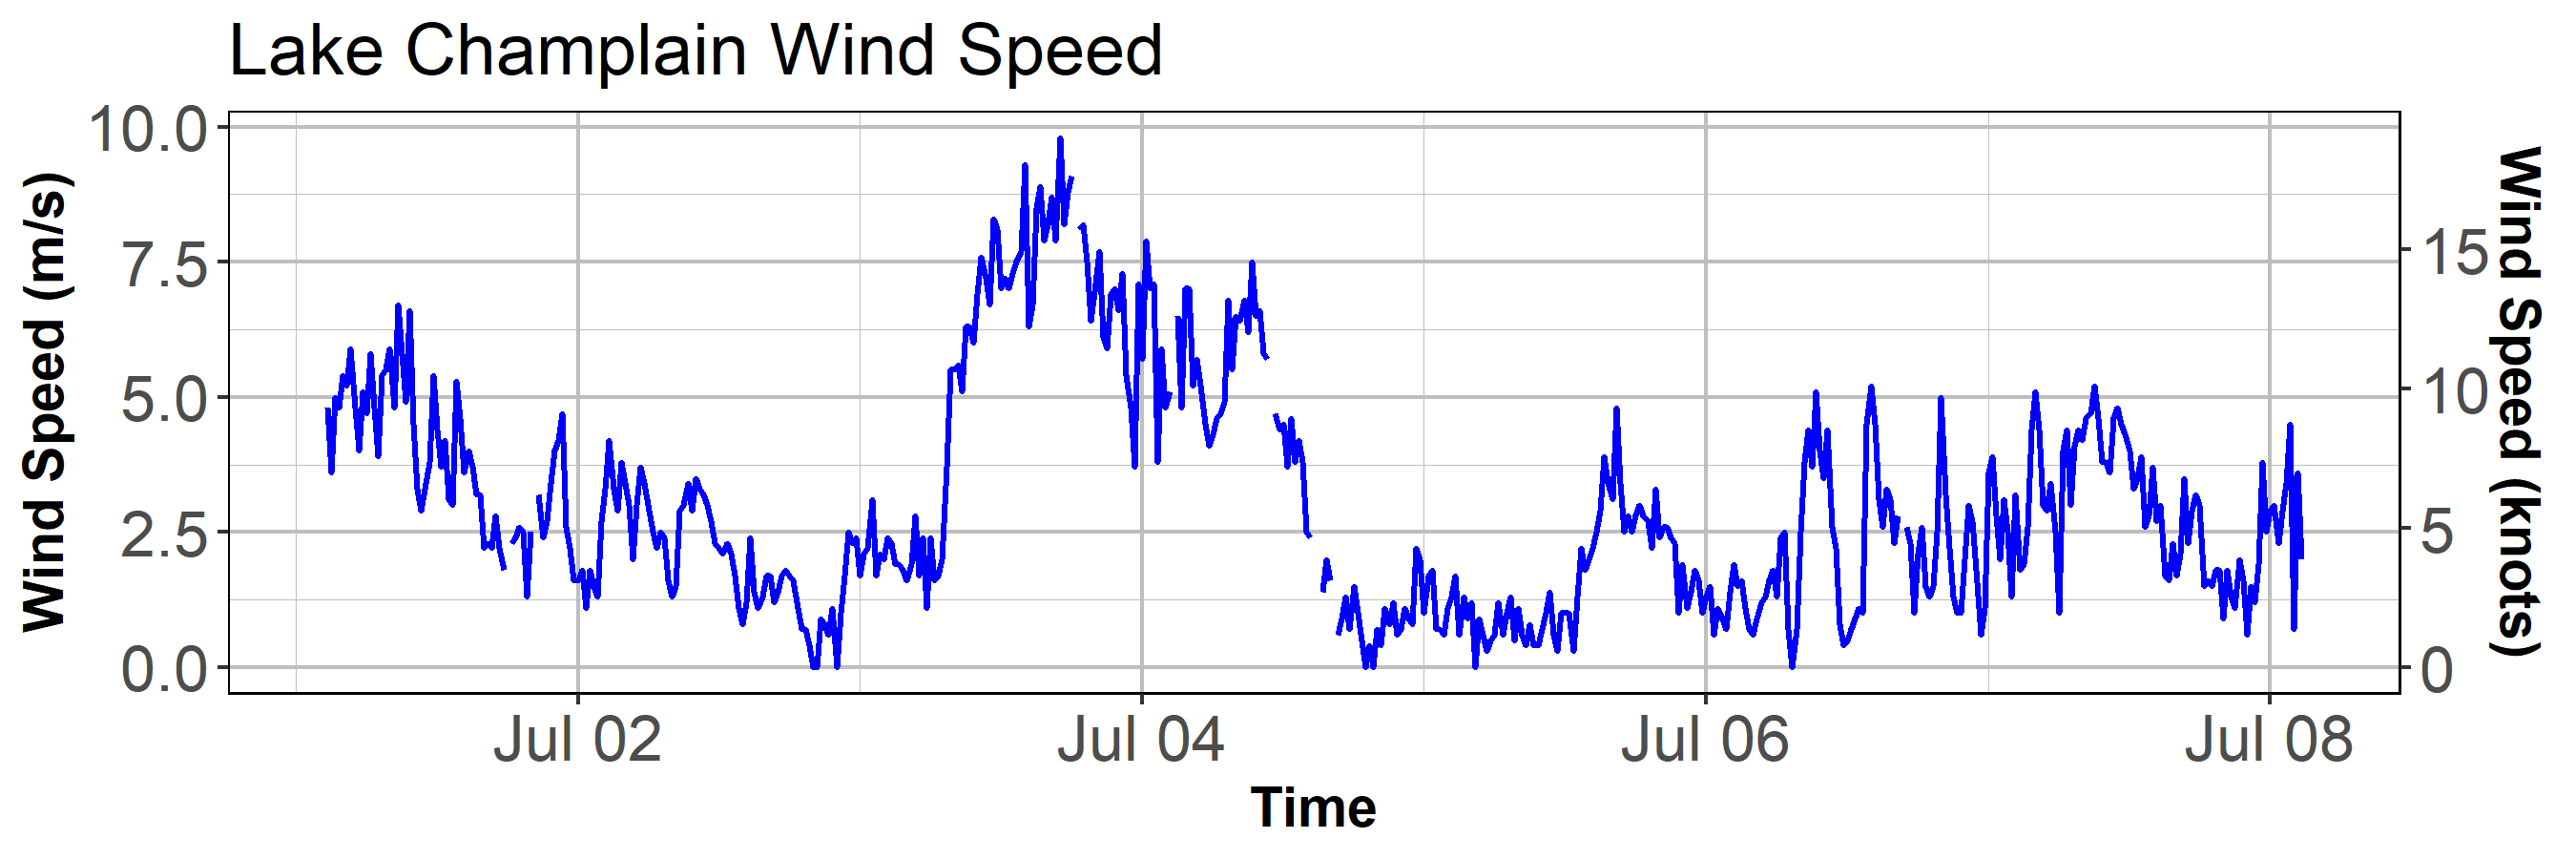 Lake Champlain Wind Speed
Wind Speed (m/s)
10.0
7.5
5.0
2.5
0.0
Wind Speed (knots)
15
10
5
0
Jul 02
Jul 04
Jul 06
Jul 08
Time